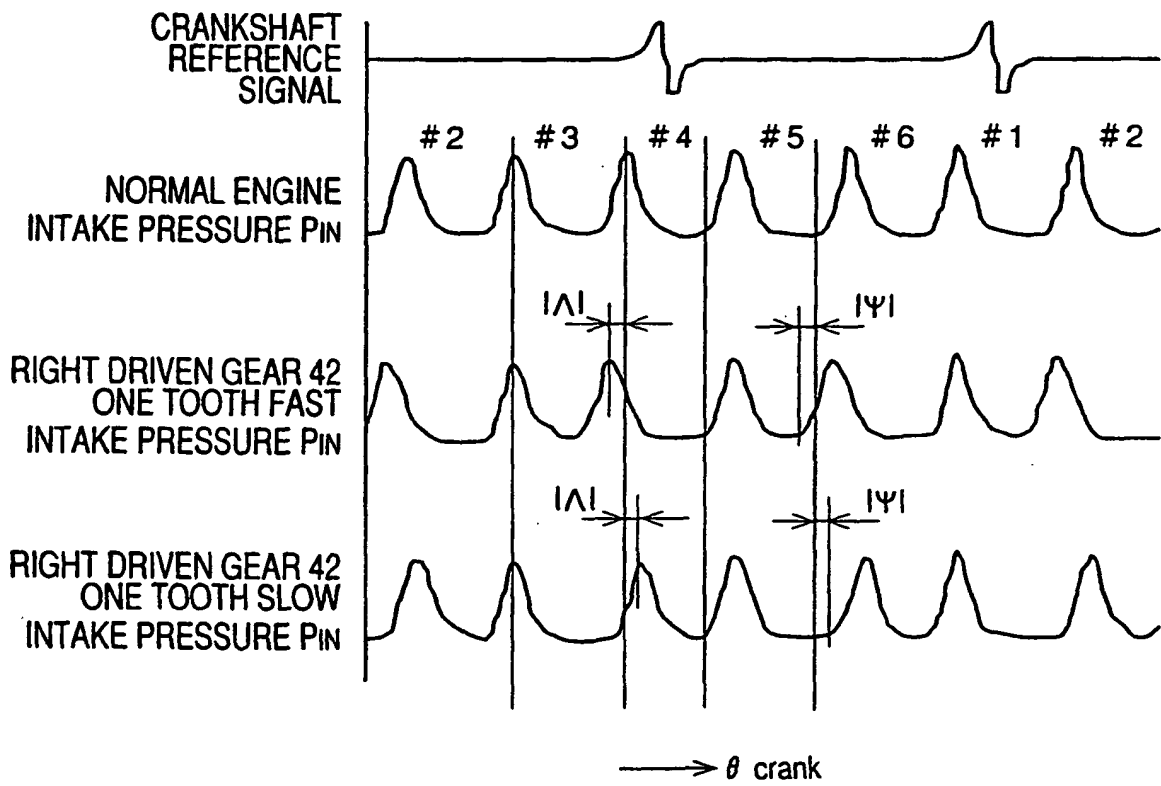 CRANKSHAFT
REFERENCE
SIGNAL
#2 #3 #4 #5 #6 #1 #2
NORMAL ENGINE
INTAKE PRESSURE PIN
|Λ| |Ψ|
RIGHT DRIVEN GEAR 42
ONE TOOTH FAST
INTAKE PRESSURE PIN
|Λ| |Ψ|
RIGHT DRIVEN GEAR 42
ONE TOOTH SLOW
INTAKE PRESSURE PIN
θ crank